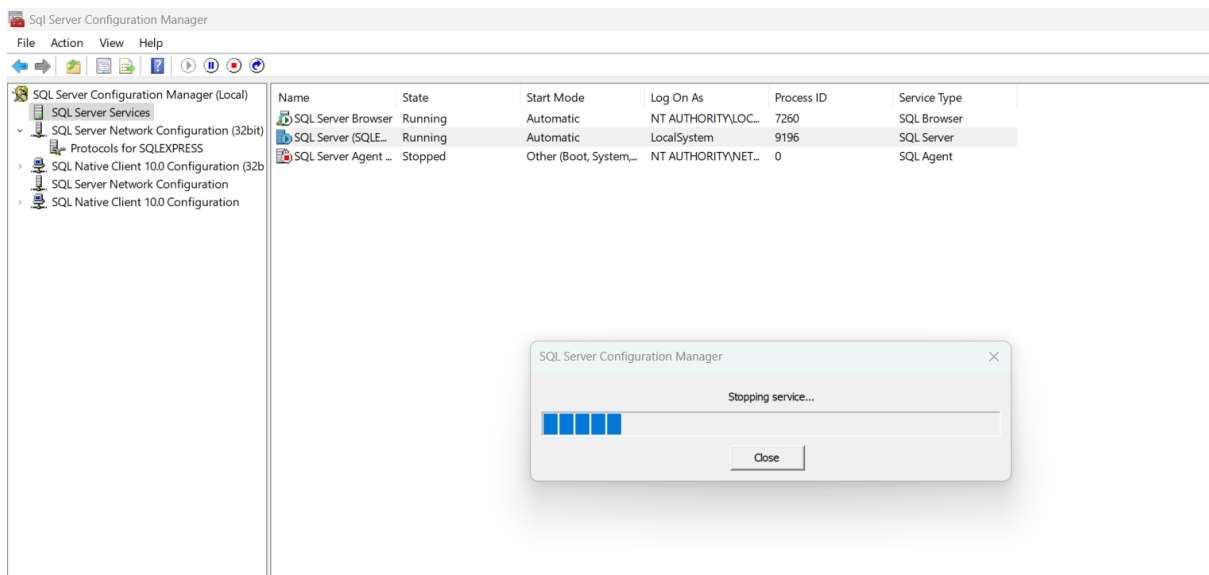 Sql Server Configuration Manager
File Action View Help
SQL Server Configuration Manager (Local)
SQL Server Services
SQL Server Network Configuration (32bit)
Protocols for SQLEXPRESS
SQL Native Client 10.0 Configuration (32b
SQL Server Network Configuration
SQL Native Client 10.0 Configuration
Name State Start Mode Log On As Process ID Service Type
SQL Server Browser Running Automatic NT AUTHORITY\LOC... 7260 SQL Browser
SQL Server (SQLE... Running Automatic LocalSystem 9196 SQL Server
SQL Server Agent ... Stopped Other (Boot, System,... NT AUTHORITY\NET... 0 SQL Agent
SQL Server Configuration Manager
Stopping service...
Close